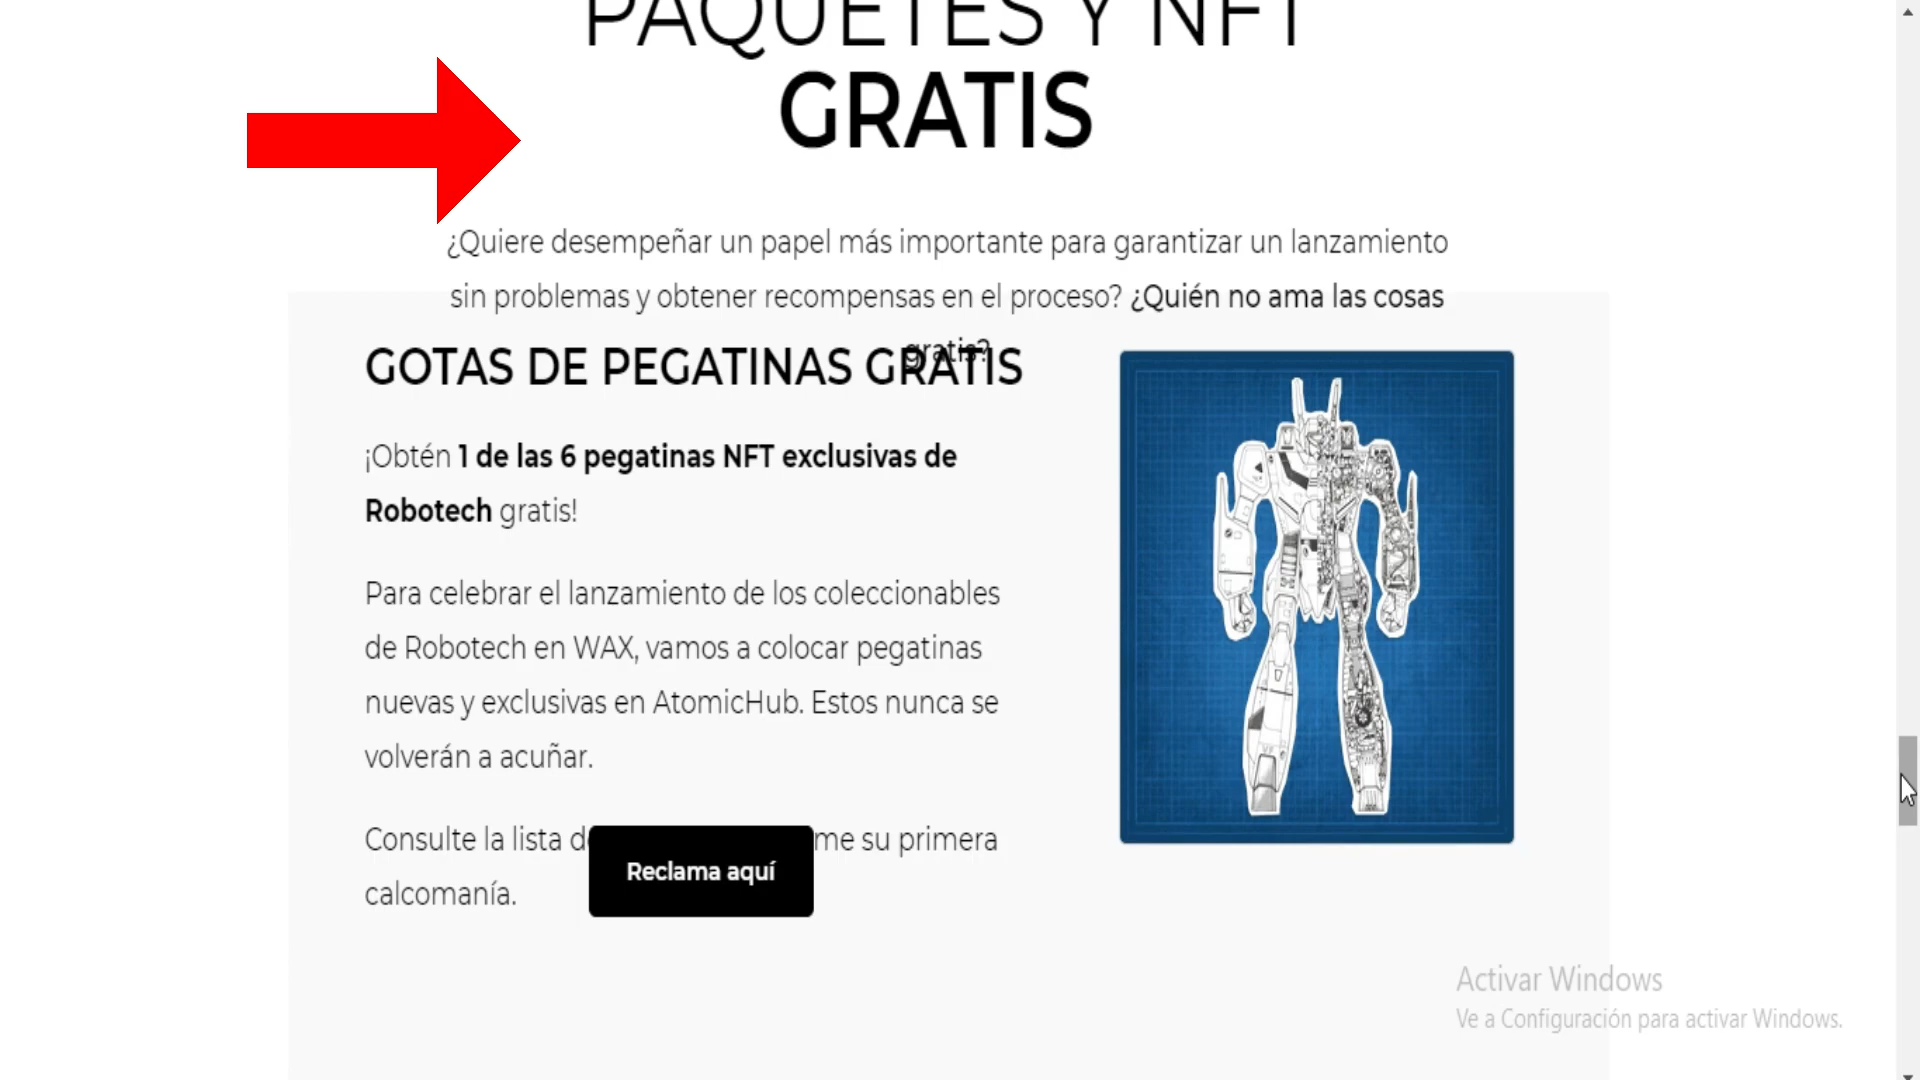 PAQUETES Y NFT
GRATIS
¿Quiere desempeñar un papel más importante para garantizar un lanzamiento
sin problemas y obtener recompensas en el proceso? ¿Quién no ama las cosas
gratis?
GOTAS DE PEGATINAS GRATIS
¡Obtén 1 de las 6 pegatinas NFT exclusivas de
Robotech gratis!
Para celebrar el lanzamiento de los coleccionables
de Robotech en WAX, vamos a colocar pegatinas
nuevas y exclusivas en AtomicHub. Estos nunca se
volverán a acuñar.
Consulte la lista me su primera
calcomanía.
Reclama aquí
Activar Windows
Ve a Configuración para activar Windows.